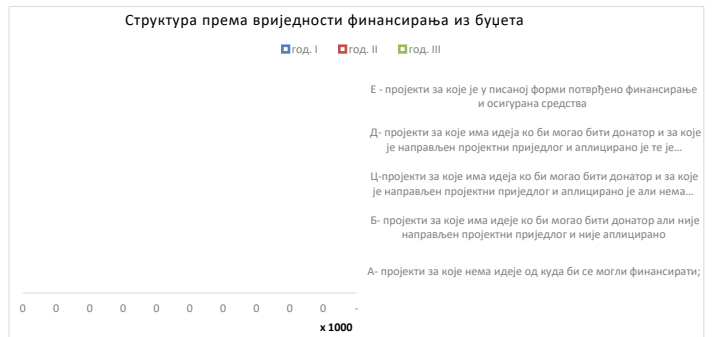 Структура према вриједности финансирања из буџета
год. I год. II год. III
Е - пројекти за које је у писаној форми потврђено финансирање
и осигурана средства
Д- пројекти за које има идеја ко би могао бити донатор и за које
је направљен пројектни приједлог и аплицирано је те је...
Ц-пројекти за које има идеја ко би могао бити донатор и за које
је направљен пројектни приједлог и аплицирано је али нема...
Б- пројекти за које има идеје ко би могао бити донатор али није
направљен пројектни приједлог и није аплицирано
А- пројекти за које нема идеје од куда би се могли финансирати;
0 0 0 0 0 0 0 0 0 0 -
x 1000